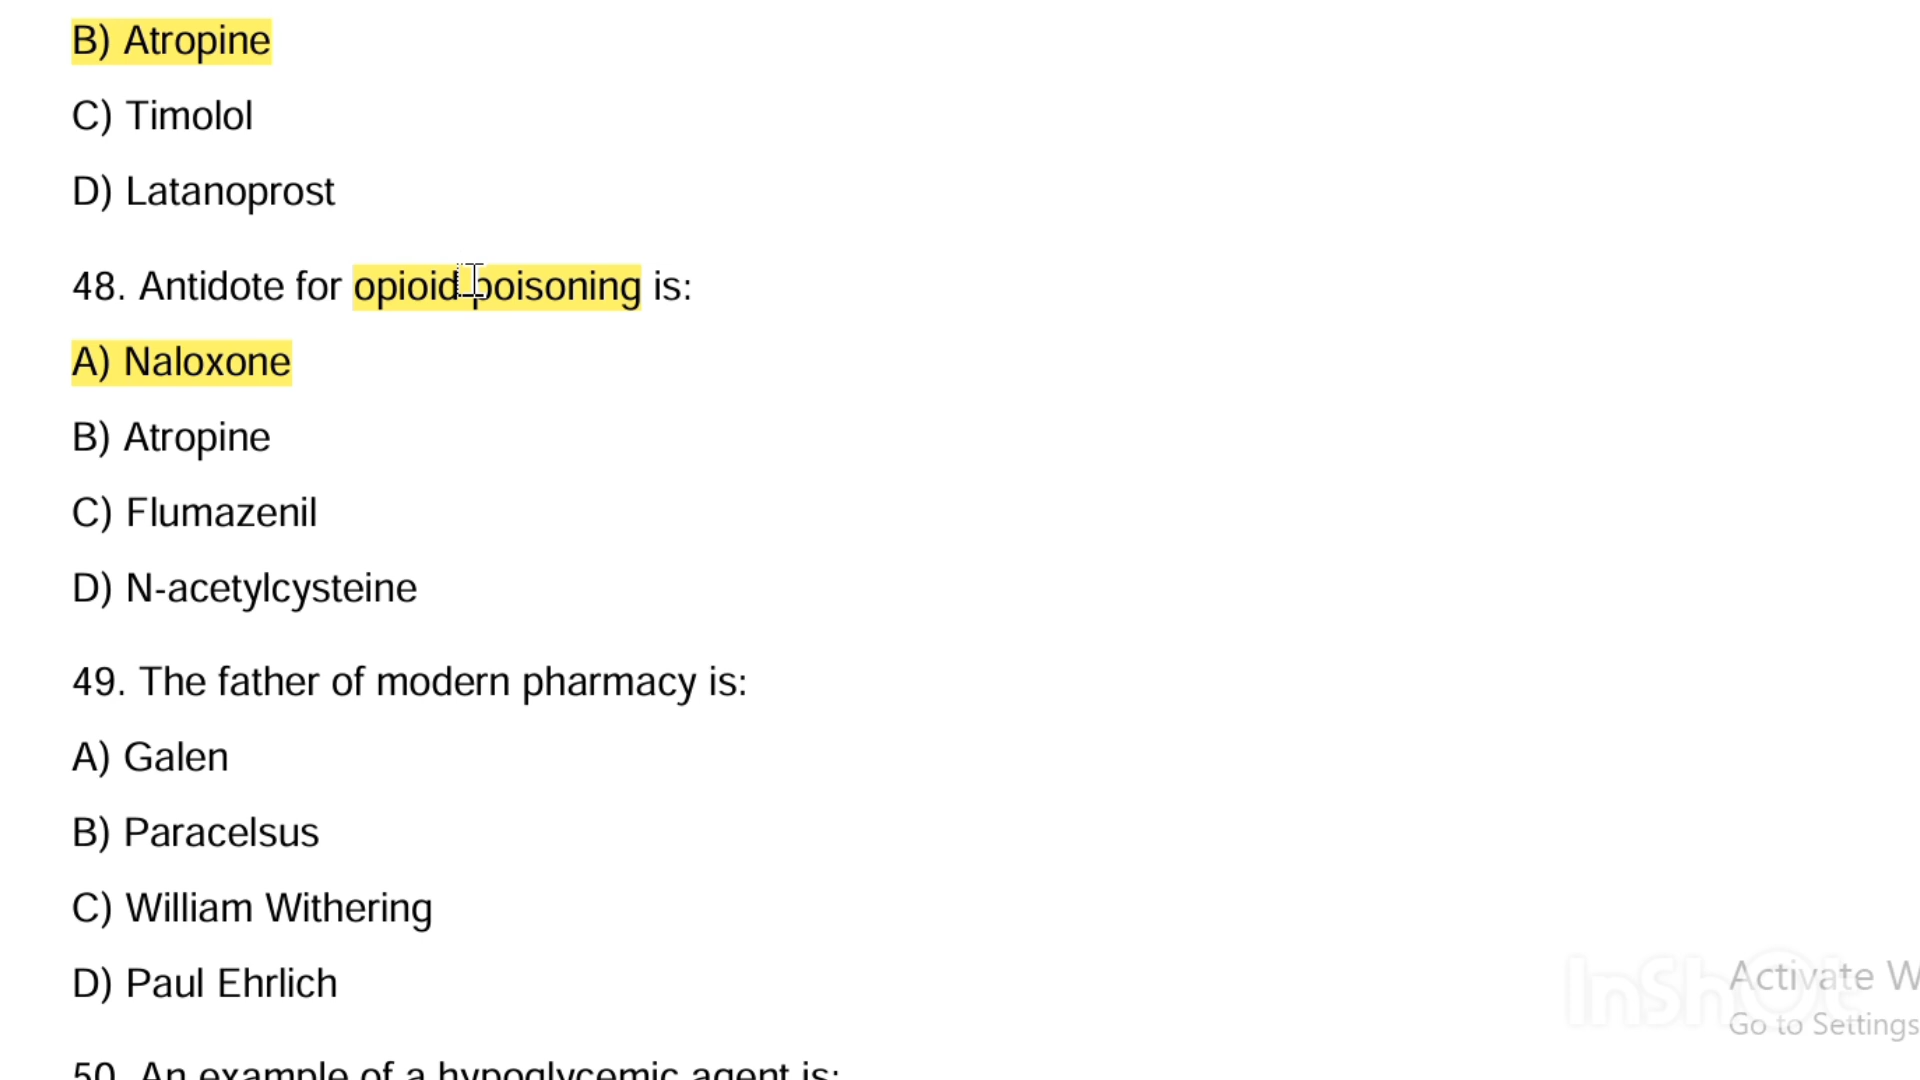 B) Atropine
C) Timolol
D) Latanoprost
48. Antidote for opioid poisoning is:
A) Naloxone
B) Atropine
C) Flumazenil
D) N-acetylcysteine
49. The father of modern pharmacy is:
A) Galen
B) Paracelsus
C) William Withering
D) Paul Ehrlich
InShOt
Activate W
Go to Settings
50. An example of a hypoglycemic agent is: